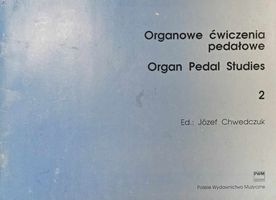 Organowe ćwiczenia
pedałowe
Organ Pedal Studies
2
Ed.: Józef Chwedczuk
PWM
Polskie Wydawnictwo Muzyczne